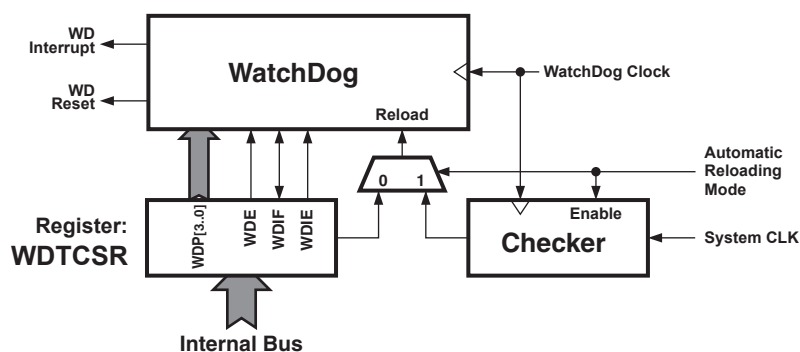 WD
Interrupt
WD
Reset
WatchDog
Reload
WatchDog Clock
Automatic
Reloading
Mode
0 1
Register:
WDTCSR
WDP[3..0]
WDE
WDIF
WDIE
Enable
Checker
System CLK
Internal Bus